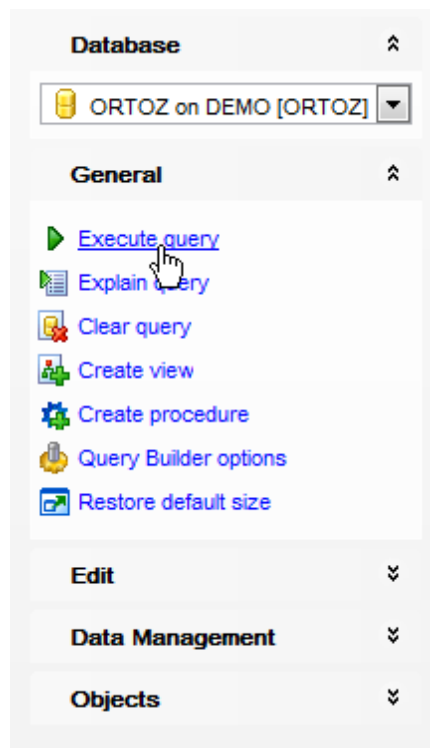 Database
ORTOZ on DEMO [ORTOZ]
General
Execute query
Explain query
Clear query
Create view
Create procedure
Query Builder options
Restore default size
Edit
Data Management
Objects